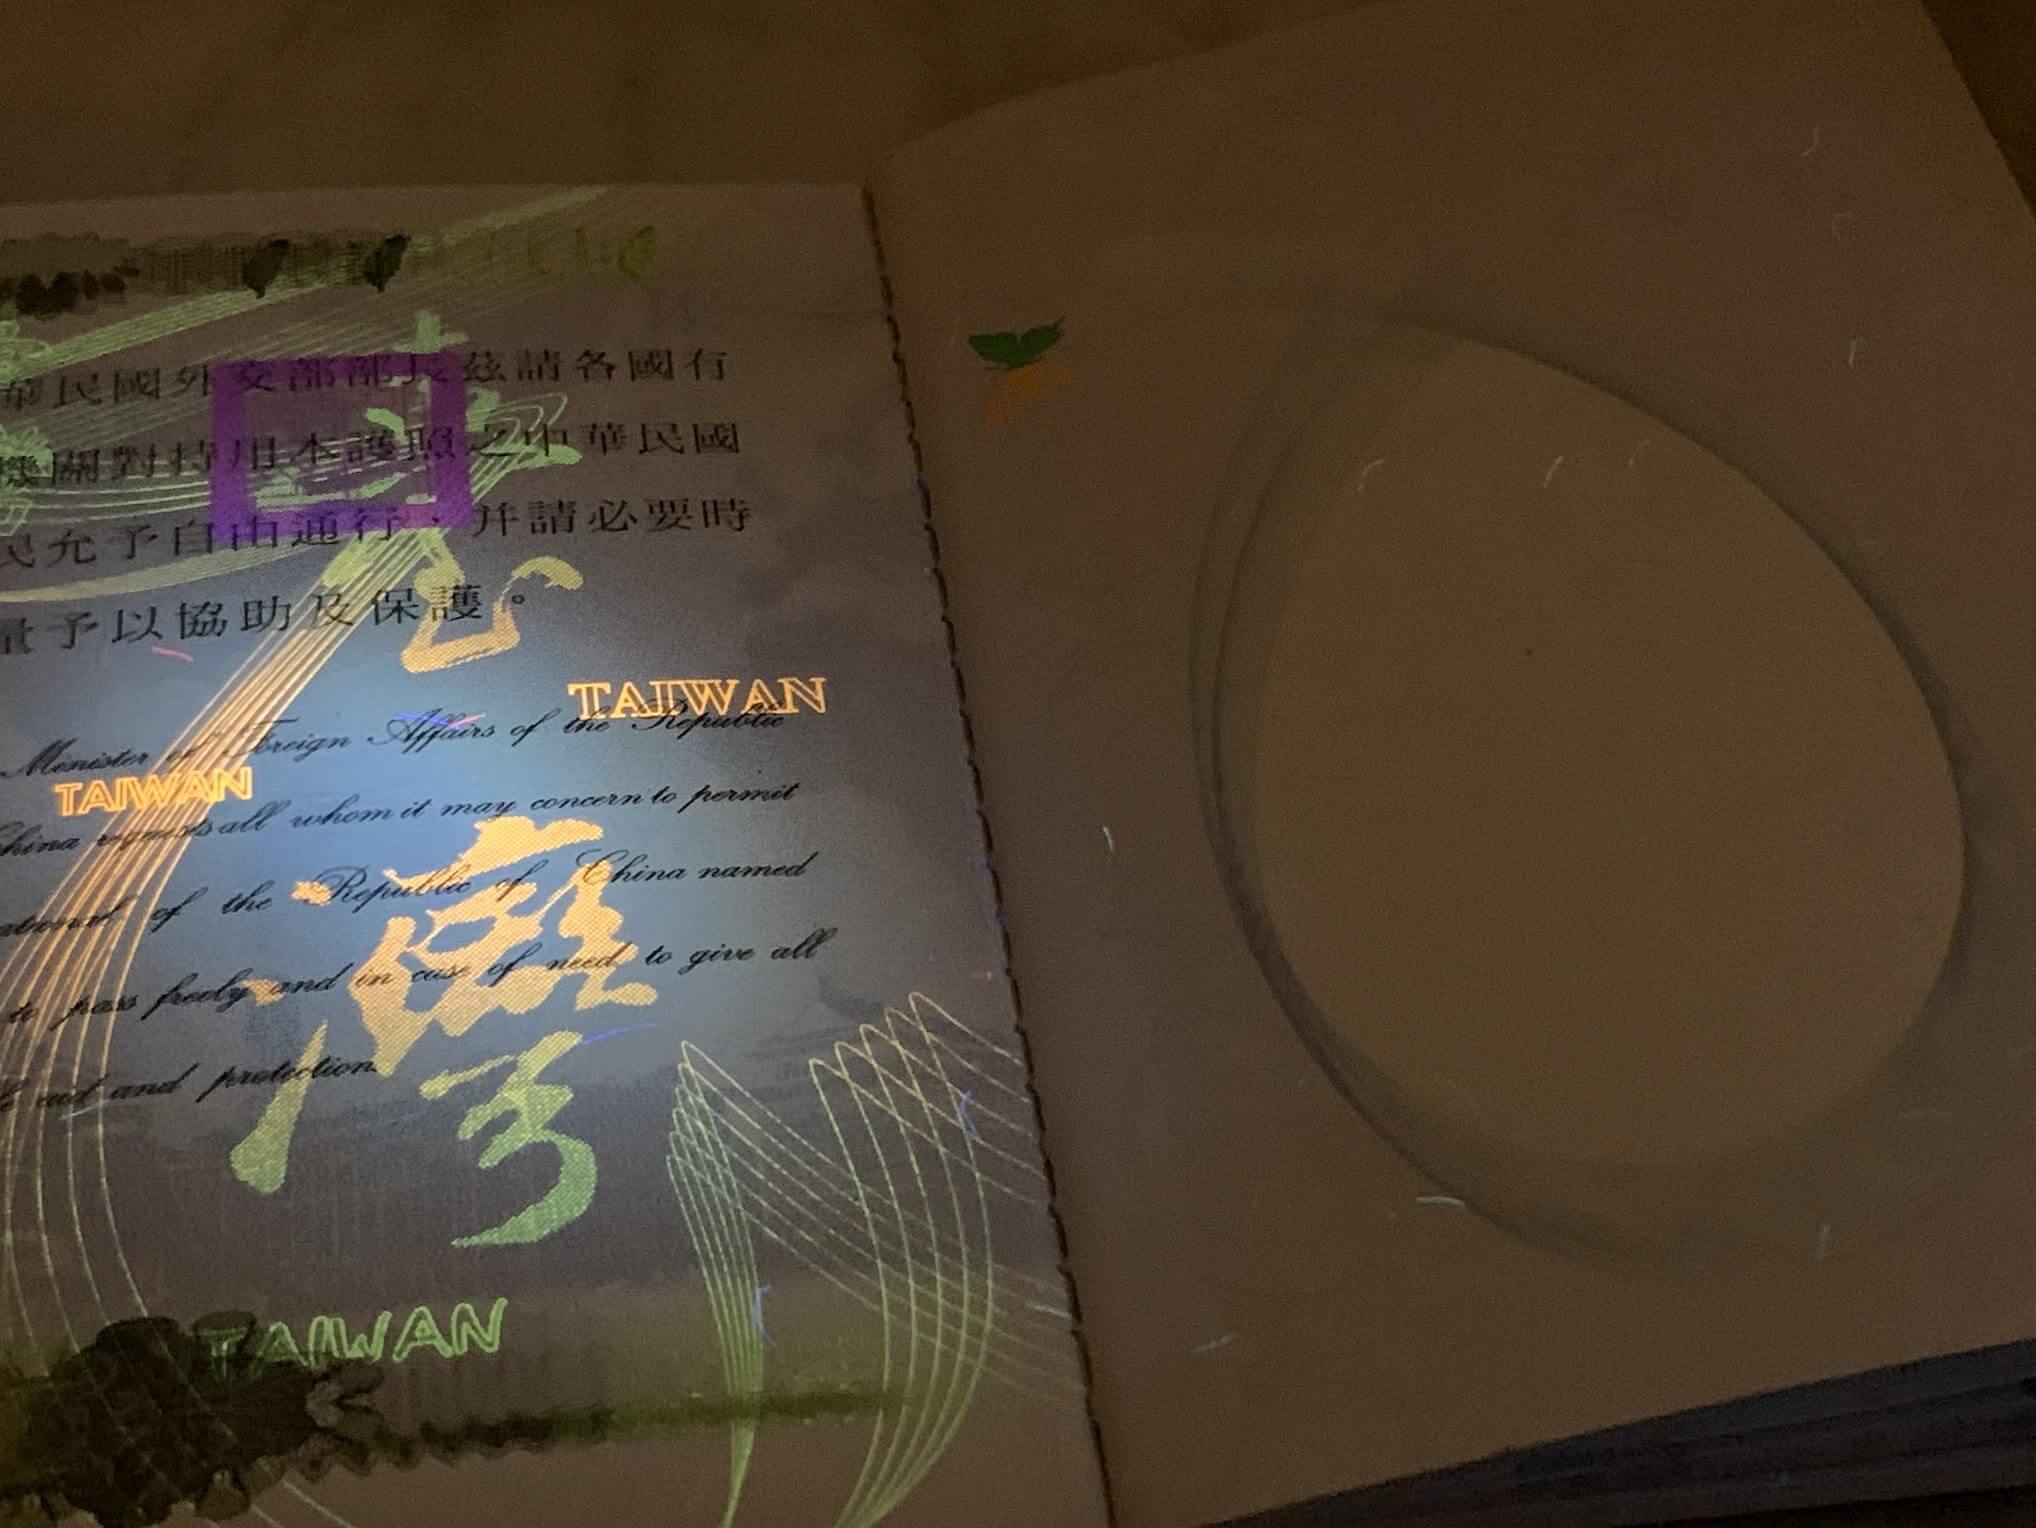 華民國外交部部長茲請各國有
機關對持用本護照之中華民國
民允予自由通行，并請必要時
量予以協助及保護。
TAIWAN
Minister of Foreign Affairs of the Republic
TAIWAN
China requests all whom it may concern to permit
national of the Republic of China named
to pass freely and in case of need to give all
aid and protection.
臺灣
TAIWAN